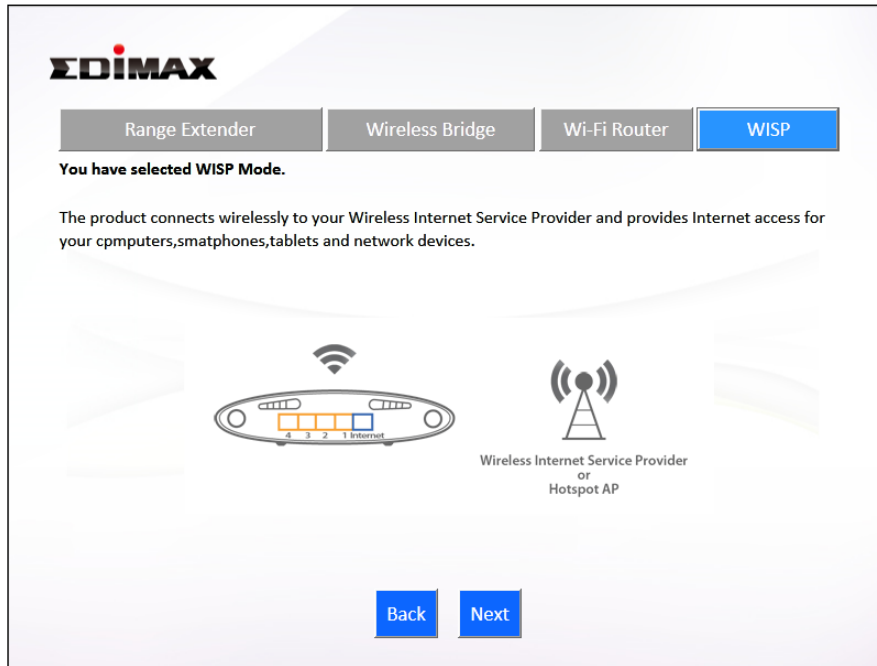 EDIMAX
Range Extender
Wireless Bridge
Wi-Fi Router
WISP
You have selected WISP Mode.
The product connects wirelessly to your Wireless Internet Service Provider and provides Internet access for
your cpmputers,smatphones,tablets and network devices.
4 3 2 1 Internet
Wireless Internet Service Provider
or
Hotspot AP
Back
Next